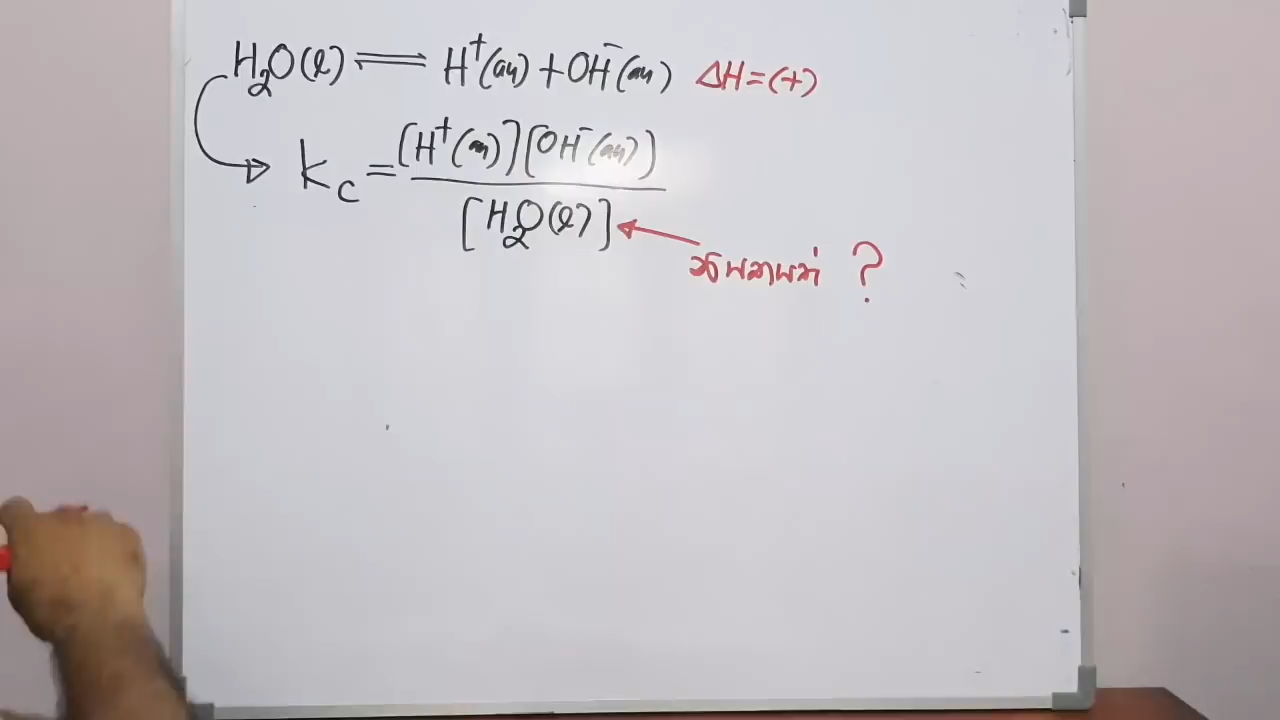 H₂O(l) ⇌ H⁺(aq) + OH⁻(aq) ΔH = (+)
Kc = [H⁺(aq)][OH⁻(aq)] / [H₂O(l)]
?